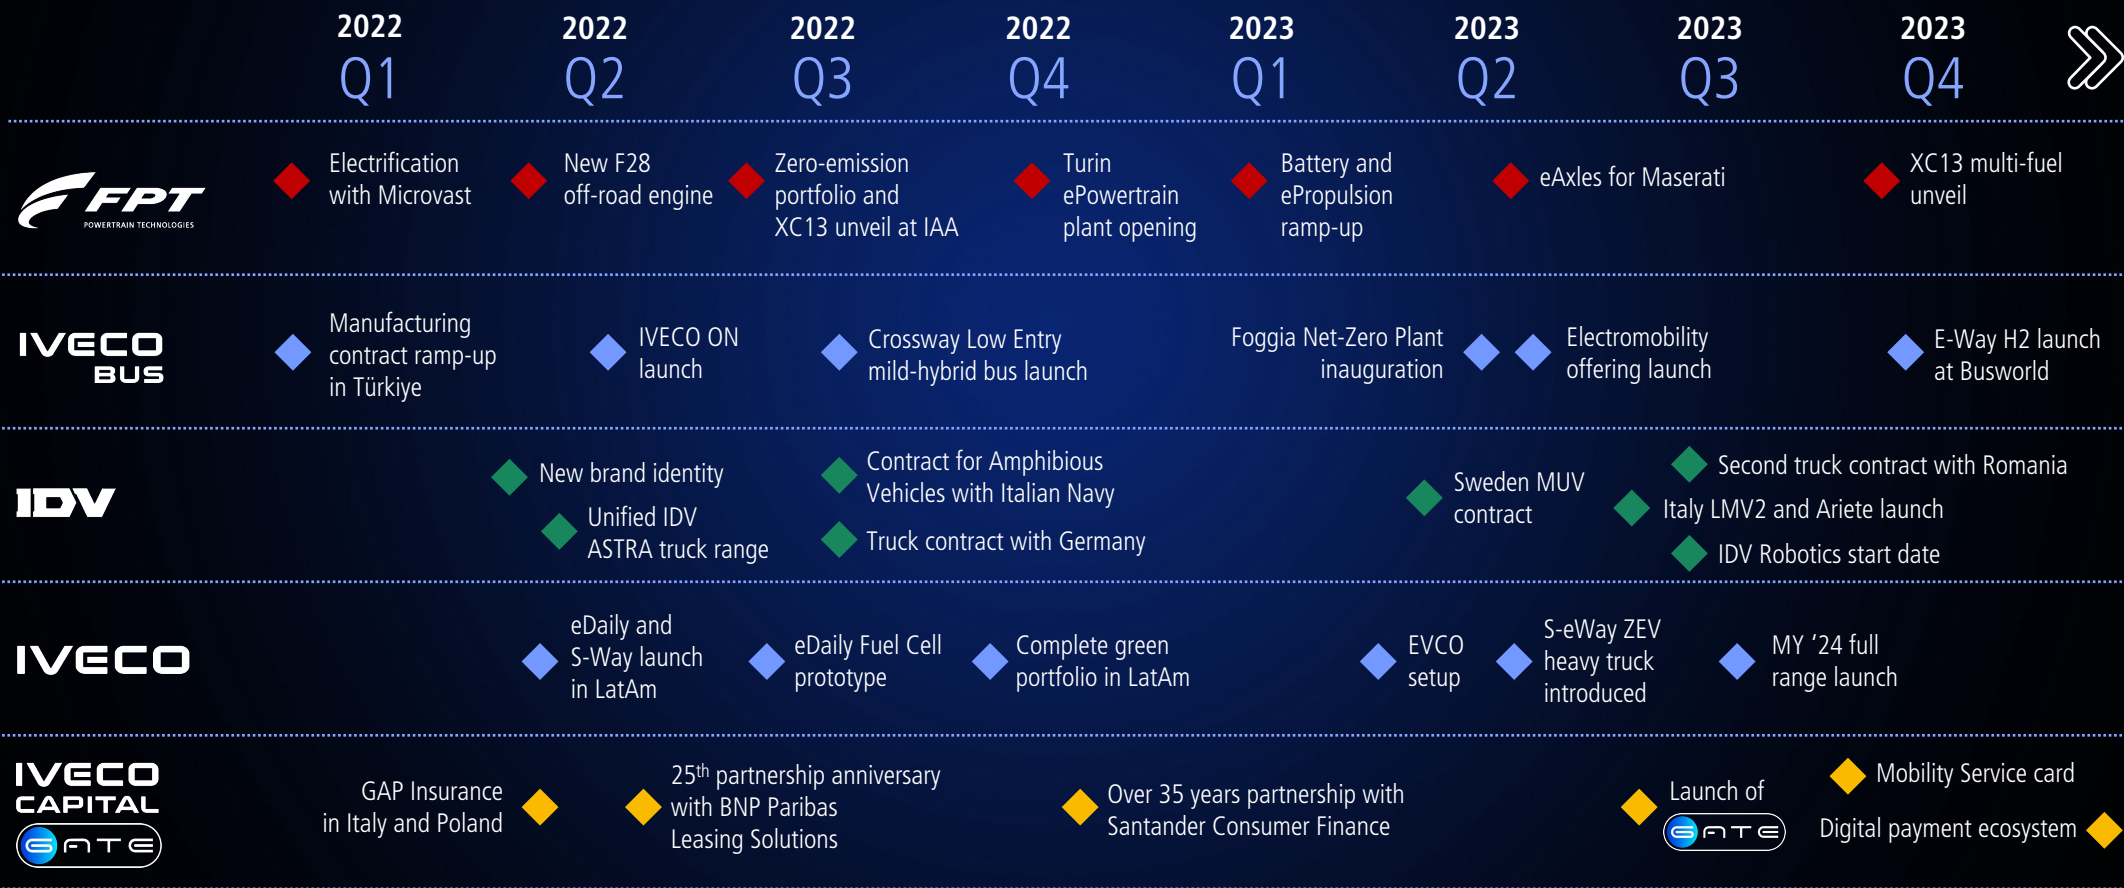 2022
Q1
2022
Q2
2022
Q3
2022
Q4
2023
Q1
2023
Q2
2023
Q3
2023
Q4
FPT
POWERTRAIN TECHNOLOGIES
Electrification
with Microvast
New F28
off-road engine
Zero-emission
portfolio and
XC13 unveil at IAA
Turin
ePowertrain
plant opening
Battery and
ePropulsion
ramp-up
eAxles for Maserati
XC13 multi-fuel
unveil
IVECO
BUS
Manufacturing
contract ramp-up
in Türkiye
IVECO ON
launch
Crossway Low Entry
mild-hybrid bus launch
Foggia Net-Zero Plant
inauguration
Electromobility
offering launch
E-Way H2 launch
at Busworld
IDV
New brand identity
Unified IDV
ASTRA truck range
Contract for Amphibious
Vehicles with Italian Navy
Truck contract with Germany
Sweden MUV
contract
Second truck contract with Romania
Italy LMV2 and Ariete launch
IDV Robotics start date
IVECO
eDaily and
S-Way launch
in LatAm
eDaily Fuel Cell
prototype
Complete green
portfolio in LatAm
EVCO
setup
S-eWay ZEV
heavy truck
introduced
MY ‘24 full
range launch
IVECO
CAPITAL
GATE
GAP Insurance
in Italy and Poland
25th partnership anniversary
with BNP Paribas
Leasing Solutions
Over 35 years partnership with
Santander Consumer Finance
Launch of
GATE
Mobility Service card
Digital payment ecosystem